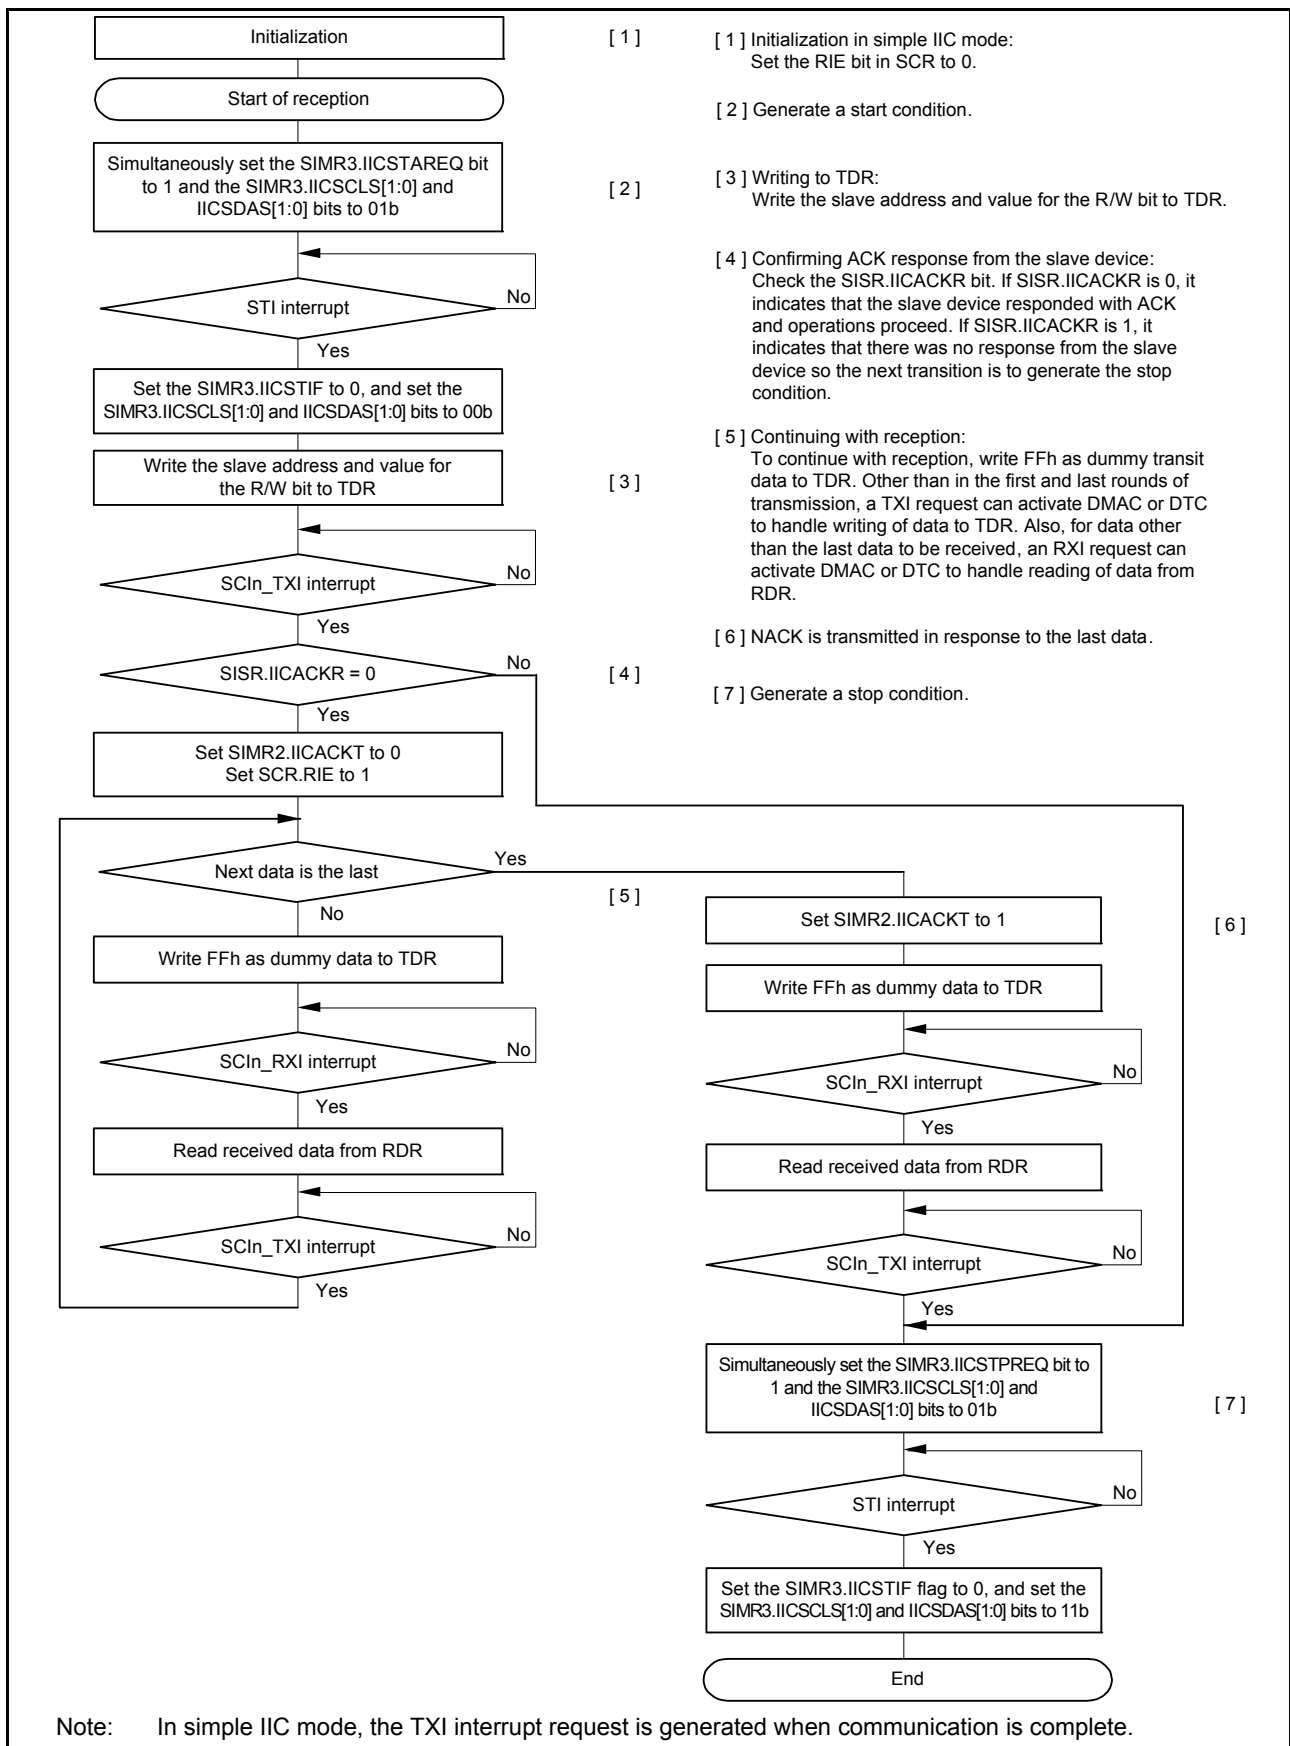 Initialization
[ 1 ]
Start of reception
Simultaneously set the SIMR3.IICSTAREQ bit
to 1 and the SIMR3.IICSCLS[1:0] and
IICSDAS[1:0] bits to 01b
[ 2 ]
STI interrupt
No
Yes
Set the SIMR3.IICSTIF to 0, and set the
SIMR3.IICSCLS[1:0] and IICSDAS[1:0] bits to 00b
Write the slave address and value for
the R/W bit to TDR
[ 3 ]
SCIn_TXI interrupt
No
Yes
SISR.IICACKR = 0
No
[ 4 ]
Yes
Set SIMR2.IICACKT to 0
Set SCR.RIE to 1
Next data is the last
Yes
[ 5 ]
No
Write FFh as dummy data to TDR
SCIn_RXI interrupt
No
Yes
Read received data from RDR
SCIn_TXI interrupt
No
Yes
[ 1 ] Initialization in simple IIC mode:
Set the RIE bit in SCR to 0.
[ 2 ] Generate a start condition.
[ 3 ] Writing to TDR:
Write the slave address and value for the R/W bit to TDR.
[ 4 ] Confirming ACK response from the slave device:
Check the SISR.IICACKR bit. If SISR.IICACKR is 0, it
indicates that the slave device responded with ACK
and operations proceed. If SISR.IICACKR is 1, it
indicates that there was no response from the slave
device so the next transition is to generate the stop
condition.
[ 5 ] Continuing with reception:
To continue with reception, write FFh as dummy transit
data to TDR. Other than in the first and last rounds of
transmission, a TXI request can activate DMAC or DTC
to handle writing of data to TDR. Also, for data other
than the last data to be received, an RXI request can
activate DMAC or DTC to handle reading of data from
RDR.
[ 6 ] NACK is transmitted in response to the last data.
[ 7 ] Generate a stop condition.
Set SIMR2.IICACKT to 1
[ 6 ]
Write FFh as dummy data to TDR
SCIn_RXI interrupt
No
Yes
Read received data from RDR
SCIn_TXI interrupt
No
Yes
Simultaneously set the SIMR3.IICSTPREQ bit to
1 and the SIMR3.IICSCLS[1:0] and
IICSDAS[1:0] bits to 01b
[ 7 ]
STI interrupt
No
Yes
Set the SIMR3.IICSTIF flag to 0, and set the
SIMR3.IICSCLS[1:0] and IICSDAS[1:0] bits to 11b
End
Note: In simple IIC mode, the TXI interrupt request is generated when communication is complete.